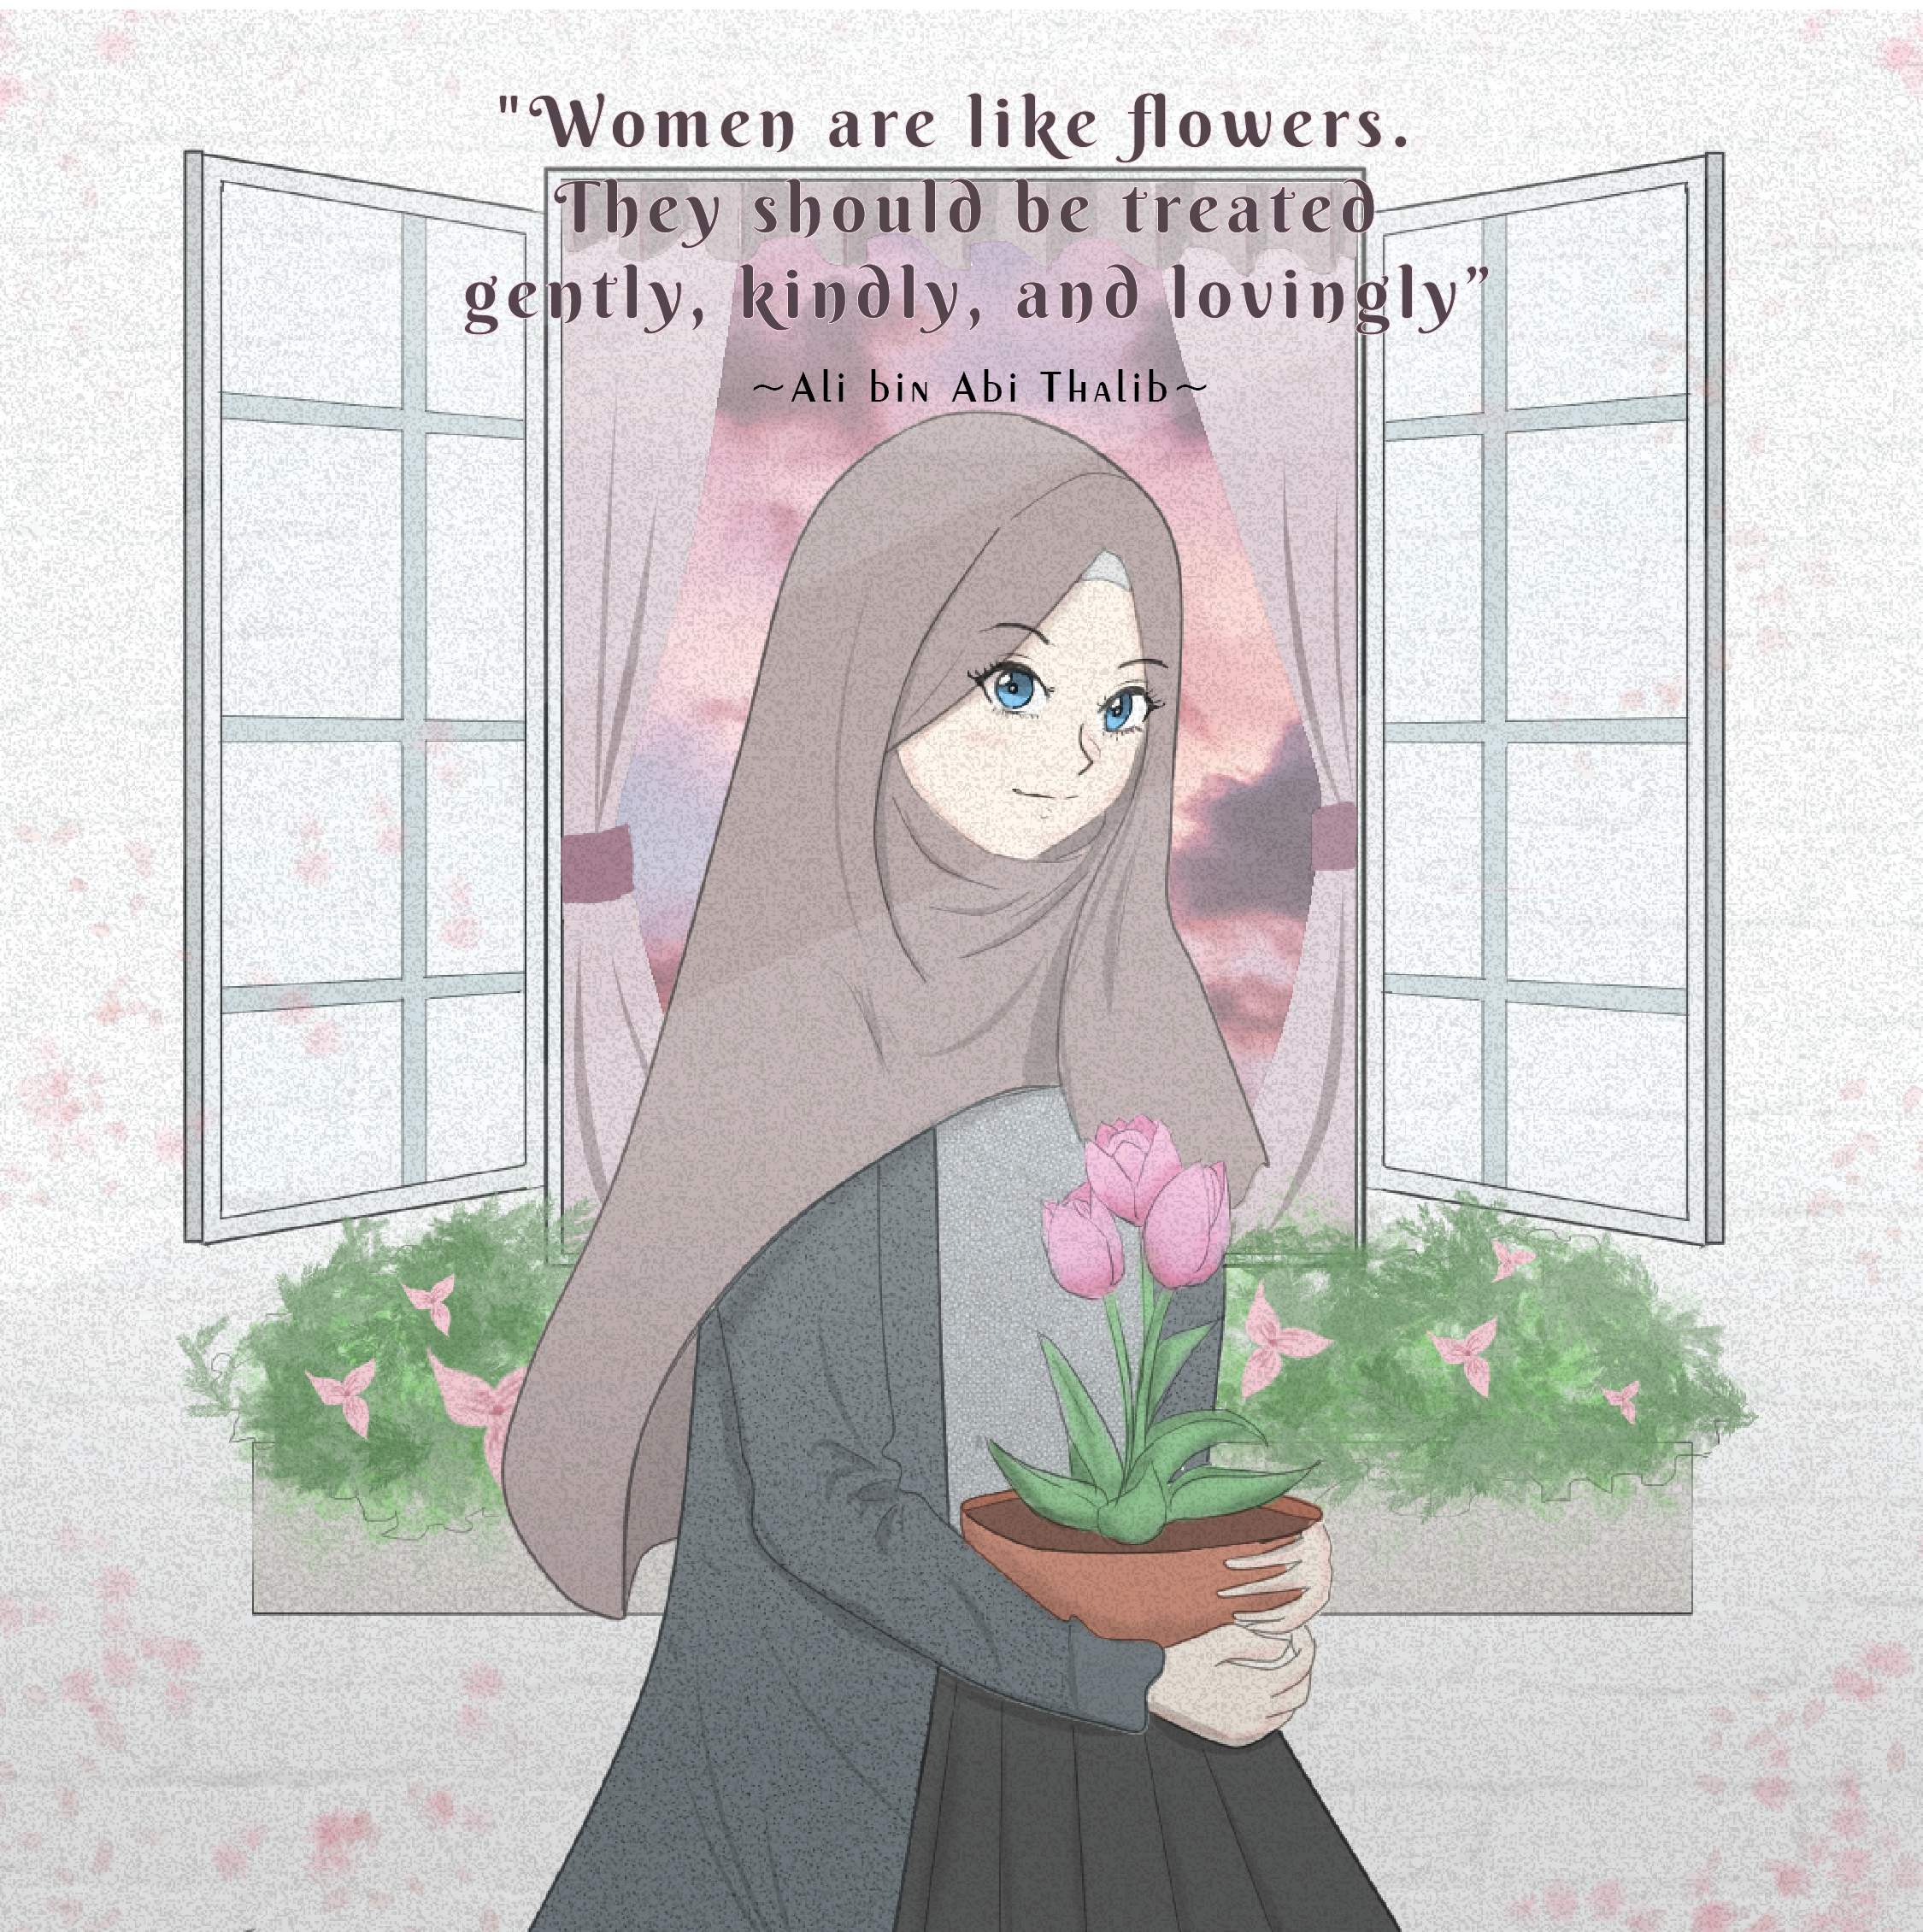 "Women are like flowers.
They should be treated
gently, kindly, and lovingly”
~Ali bin Abi Thalib~